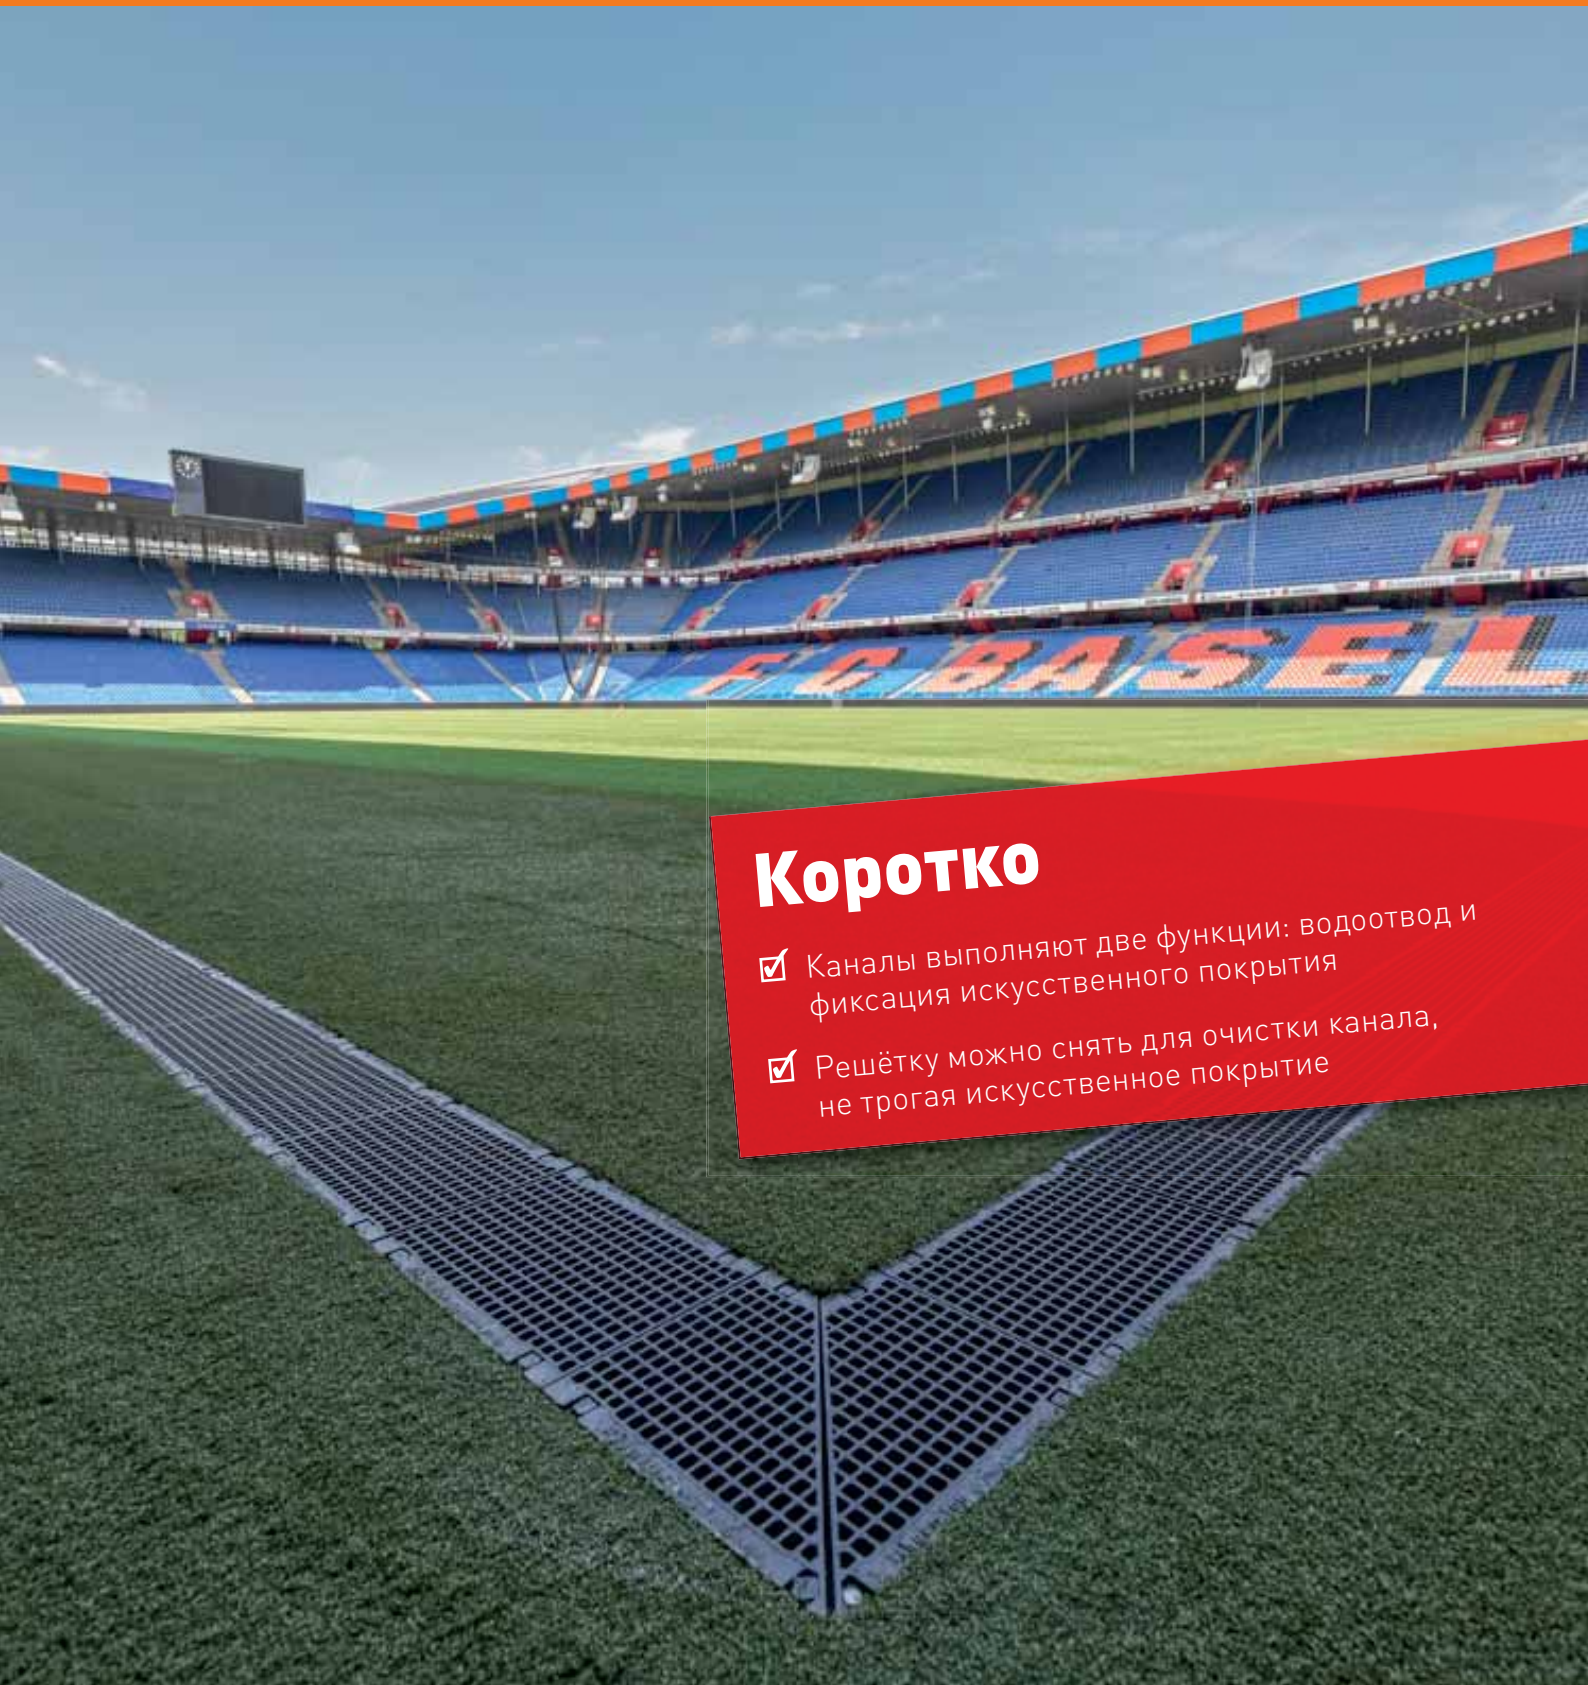 FC BASEL
Коротко
Каналы выполняют две функции: водоотвод и
фиксация искусственного покрытия
Решётку можно снять для очистки канала,
не трогая искусственное покрытие